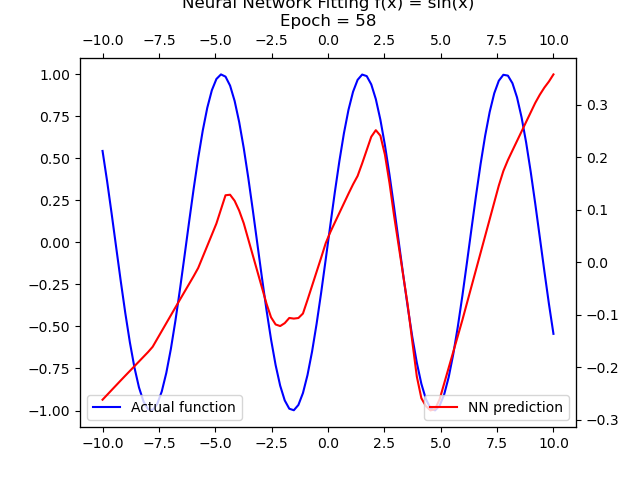 Neural Network Fitting f(x) = sin(x)
Epoch = 58
−10.0 −7.5 −5.0 −2.5 0.0 2.5 5.0 7.5 10.0
1.00
0.75
0.50
0.25
0.00
−0.25
−0.50
−0.75
−1.00
0.3
0.2
0.1
0.0
−0.1
−0.2
−0.3
Actual function
NN prediction
−10.0 −7.5 −5.0 −2.5 0.0 2.5 5.0 7.5 10.0